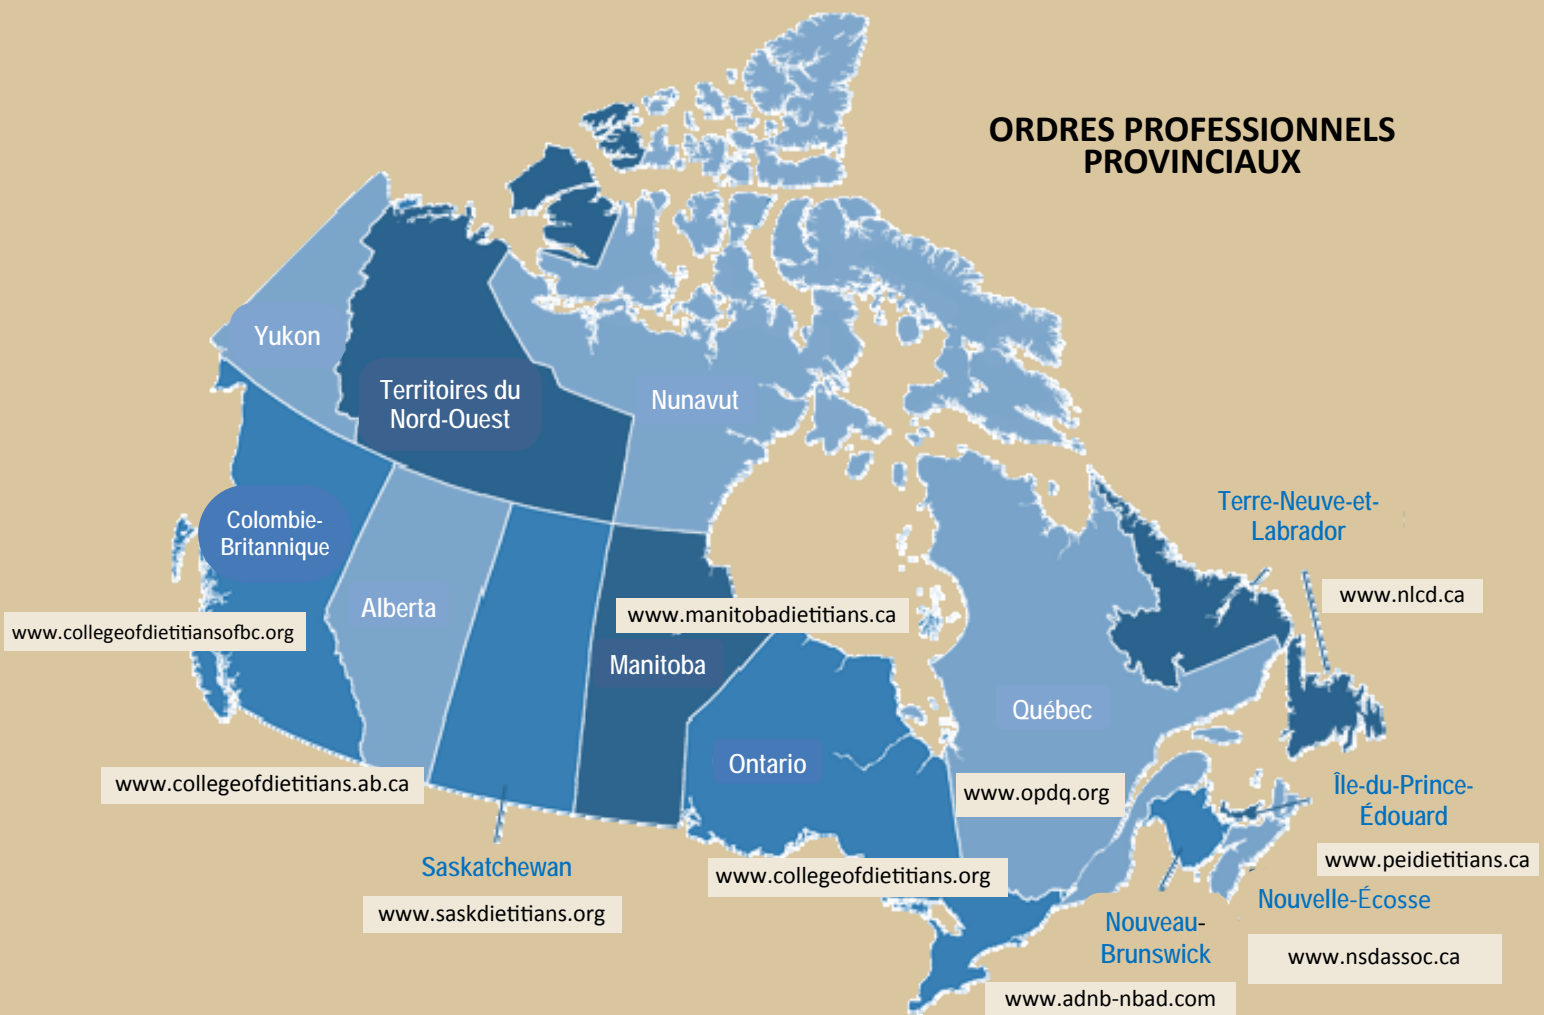 ORDRES PROFESSIONNELS
PROVINCIAUX
Yukon
Territoires du
Nord-Ouest
Nunavut
Terre-Neuve-et-
Labrador
www.nlcd.ca
Colombie-
Britannique
www.collegeofdietitiansofbc.org
Alberta
www.manitobadietitians.ca
Manitoba
Québec
Ontario
www.collegeofdietitians.ab.ca
www.opdq.org
Île-du-Prince-
Édouard
www.peidietitians.ca
Saskatchewan
www.saskdietitians.org
www.collegeofdietitians.org
Nouvelle-Écosse
www.nsdassoc.ca
Nouveau-
Brunswick
www.adnb-nbad.com